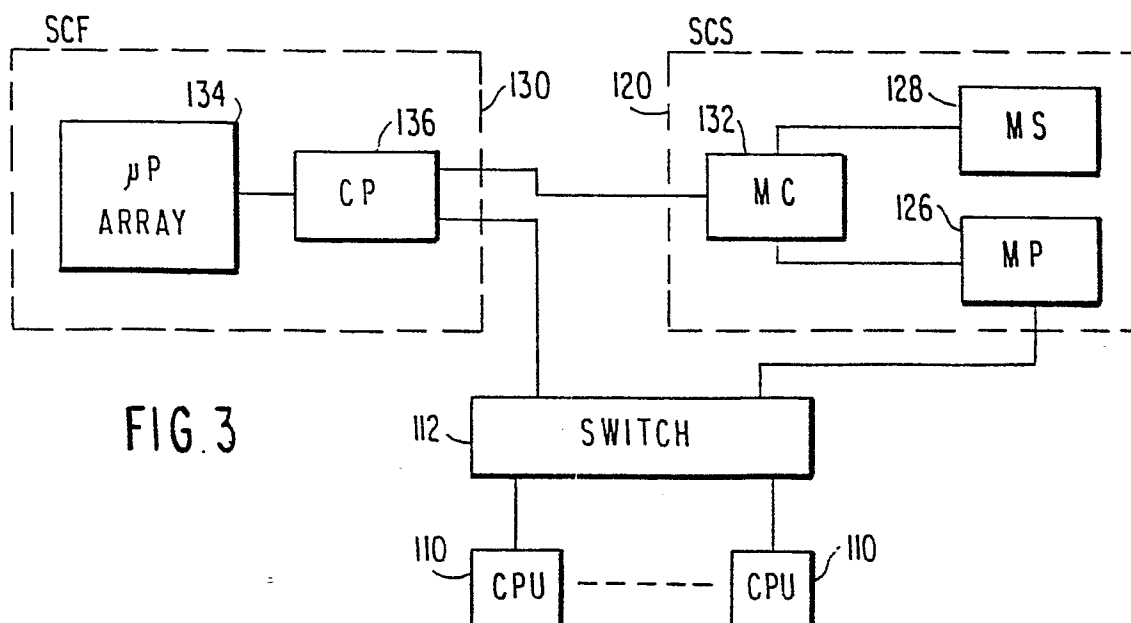 SCF
SCS
134
136
130
120
132
128
126
μP
ARRAY
CP
MC
MS
MP
FIG. 3
112
SWITCH
110
CPU
CPU
110